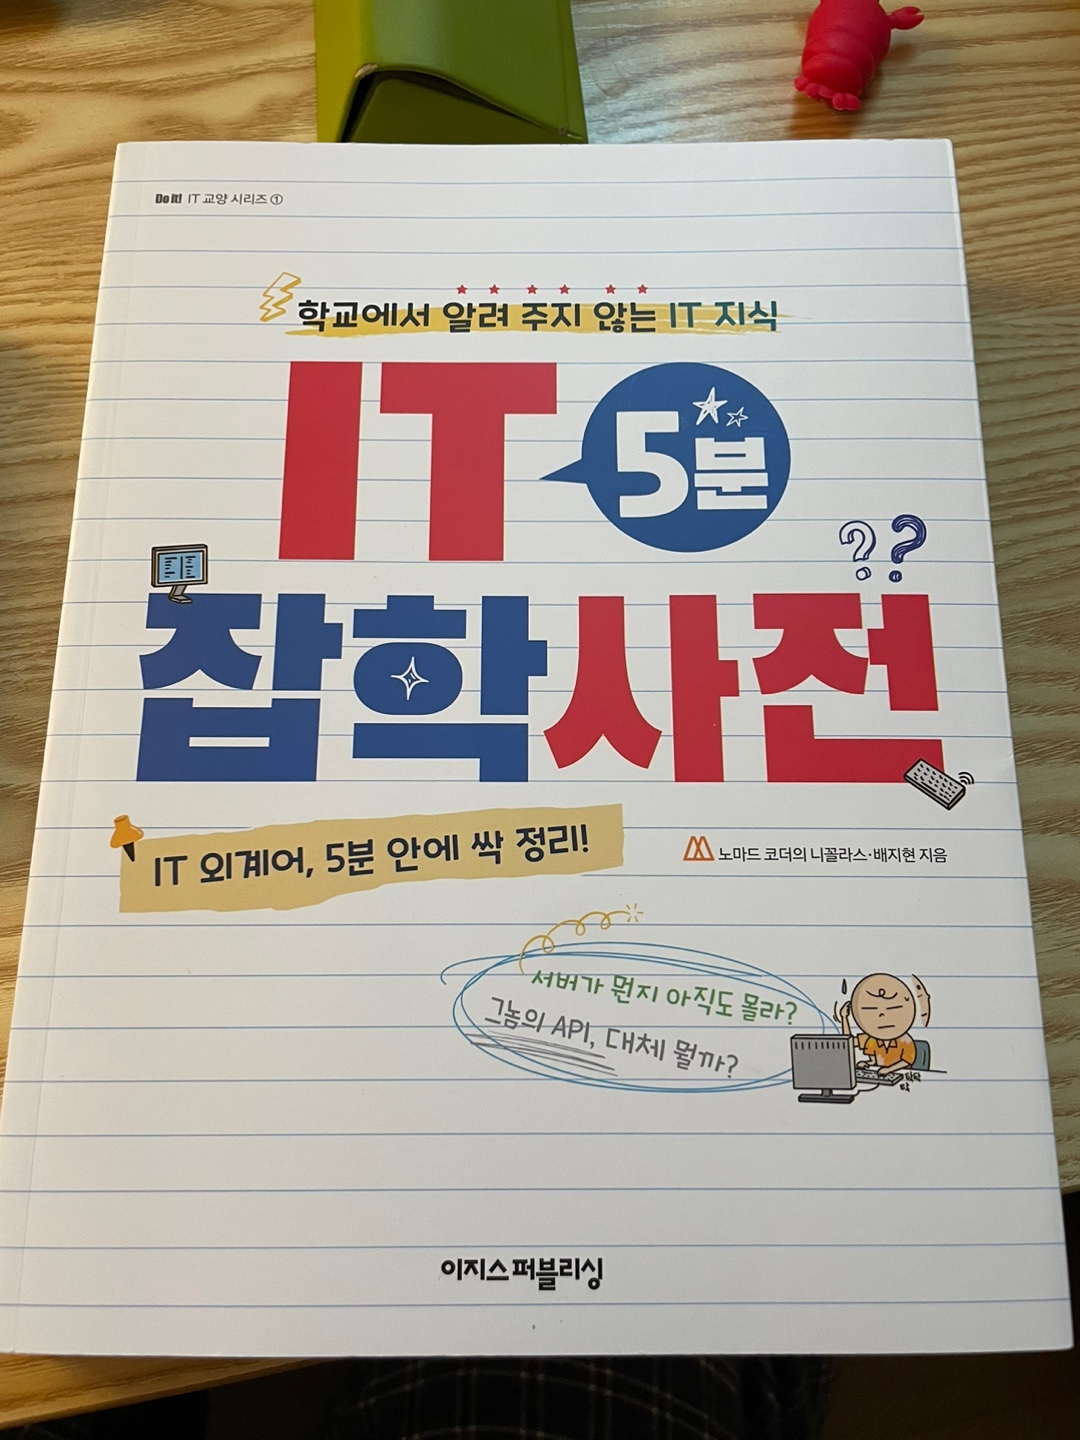 Do it! IT 교양 시리즈 ①
학교에서 알려 주지 않는 IT 지식
IT 5분
잡학사전
IT 외계어, 5분 안에 싹 정리!
노마드 코더의 니꼴라스·배지현 지음
서버가 뭔지 아직도 몰라?
그놈의 API, 대체 뭘까?
타닥
탁
이지스퍼블리싱